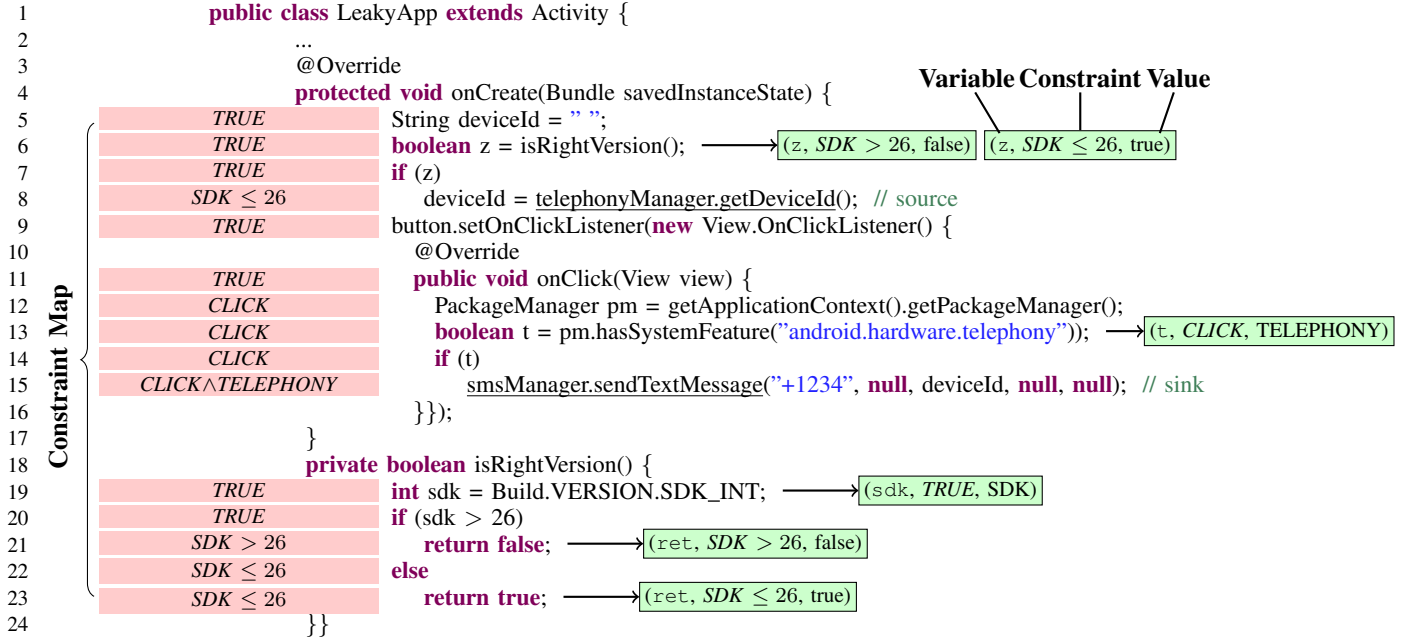 1 public class LeakyApp extends Activity {
2 ...
3 @Override
Variable Constraint Value
4 protected void onCreate(Bundle savedInstanceState) {
5 TRUE String deviceId = ” ”;
6 TRUE boolean z = isRightVersion(); (z, SDK > 26, false) (z, SDK ≤ 26, true)
7 TRUE if (z)
8 SDK ≤ 26 deviceId = telephonyManager.getDeviceId(); // source
9 TRUE button.setOnClickListener(new View.OnClickListener() {
10 @Override
11 TRUE public void onClick(View view) {
12 CLICK PackageManager pm = getApplicationContext().getPackageManager();
13 CLICK boolean t = pm.hasSystemFeature(”android.hardware.telephony”)); (t, CLICK, TELEPHONY)
14 CLICK if (t)
15 CLICK∧TELEPHONY smsManager.sendTextMessage(”+1234”, null, deviceId, null, null); // sink
16 }});
17 }
18 private boolean isRightVersion() {
19 TRUE int sdk = Build.VERSION.SDK_INT; (sdk, TRUE, SDK)
20 TRUE if (sdk > 26)
21 SDK > 26 return false; (ret, SDK > 26, false)
22 SDK ≤ 26 else
23 SDK ≤ 26 return true; (ret, SDK ≤ 26, true)
24 }}
Constraint Map